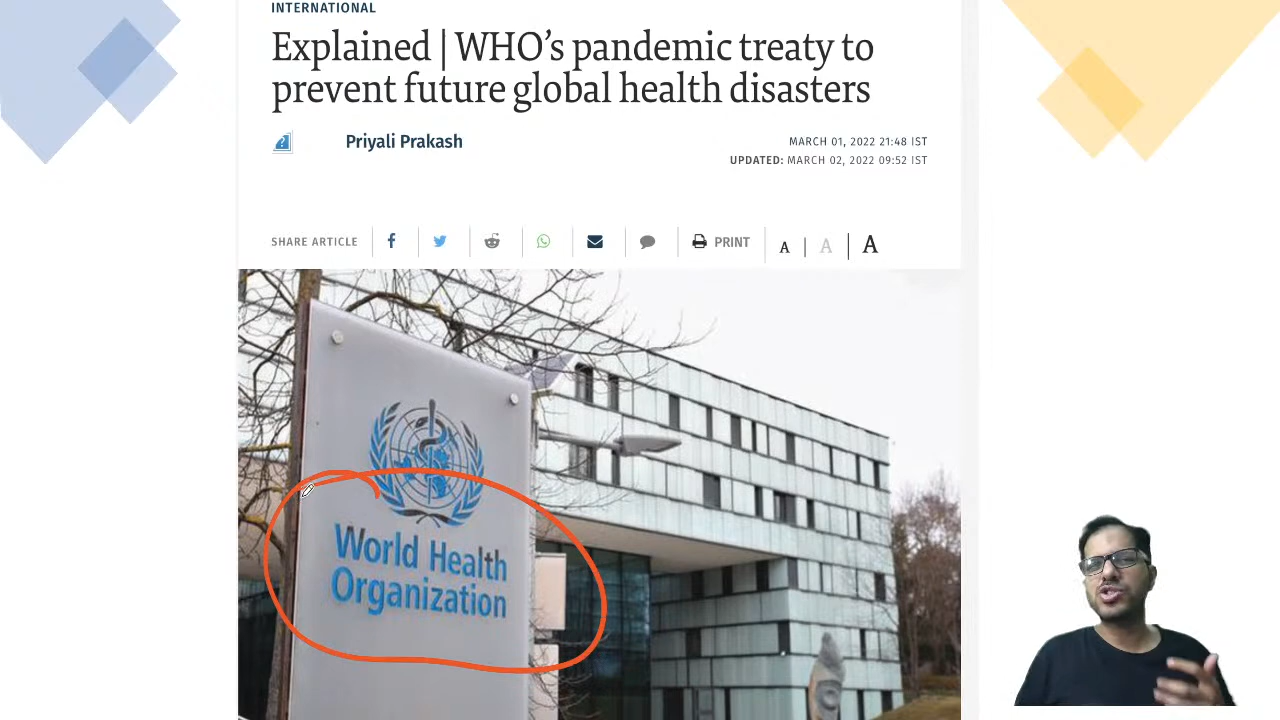 INTERNATIONAL
Explained | WHO's pandemic treaty to
prevent future global health disasters
Priyali Prakash
MARCH 01, 2022 21:48 IST
UPDATED: MARCH 02, 2022 09:52 IST
SHARE ARTICLE
PRINT
A | A | A
World Health
Organization